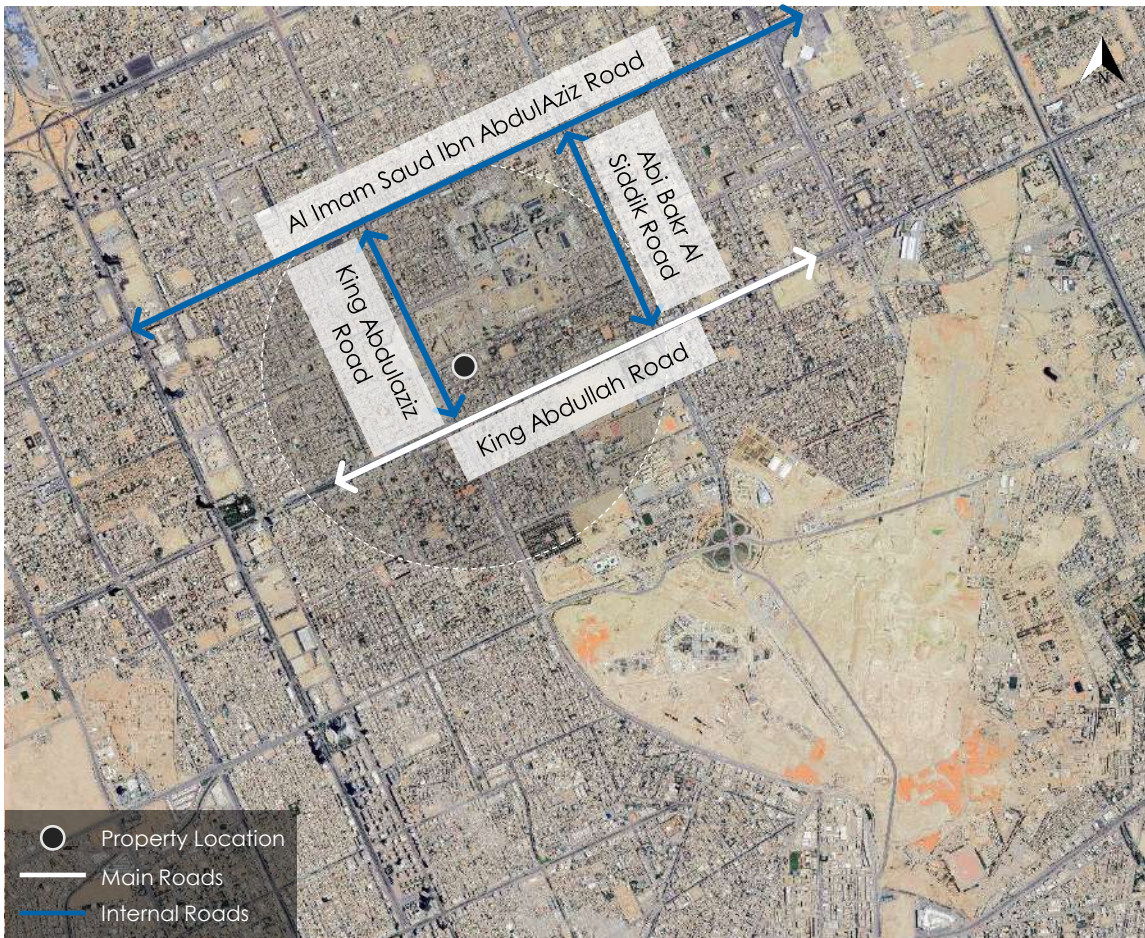 Al Imam Saud Ibn AbdulAziz Road
Abi Bakr Al
Siddik Road
King Abdulaziz
Road
King Abdullah Road
N
Property Location
Main Roads
Internal Roads